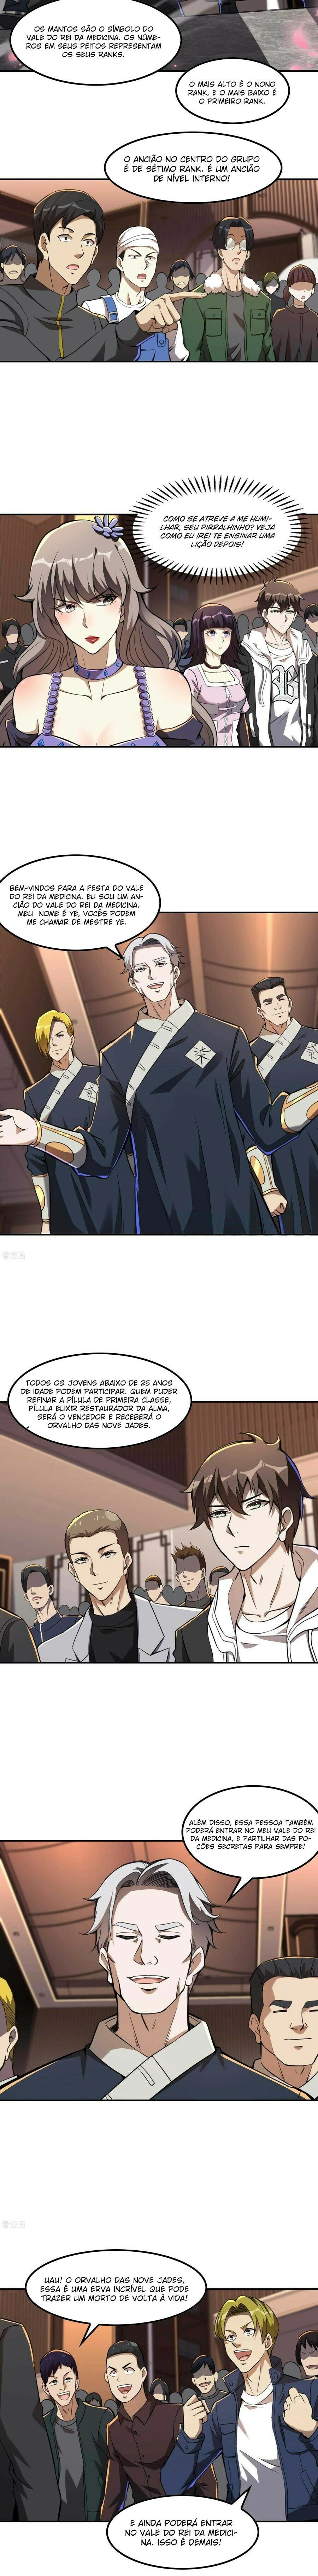 OS MANTOS SÃO O SÍMBOLO DO
VALE DO REI DA MEDICINA. OS NÚME-
ROS EM SEUS PEITOS REPRESENTAM
OS SEUS RANKS.
O MAIS ALTO É O NONO
RANK, E O MAIS BAIXO É
O PRIMEIRO RANK.
O ANCIÃO NO CENTRO DO GRUPO
É DE SÉTIMO RANK. É UM ANCIÃO
DE NÍVEL INTERNO!
COMO SE ATREVE A ME HUMI-
LHAR, SEU PIRRALHINHO? VEJA
COMO EU IREI TE ENSINAR UMA
LIÇÃO DEPOIS!
BEM-VINDOS PARA A FESTA DO VALE
DO REI DA MEDICINA. EU SOU UM AN-
CIÃO DO VALE DO REI DA MEDICINA.
MEU NOME É YE, VOCÊS PODEM
ME CHAMAR DE MESTRE YE.
柒
TODOS OS JOVENS ABAIXO DE 25 ANOS
DE IDADE PODEM PARTICIPAR. QUEM PUDER
REFINAR A PÍLULA DE PRIMEIRA CLASSE,
PÍLULA ELIXIR RESTAURADOR DA ALMA,
SERÁ O VENCEDOR E RECEBERÁ O
ORVALHO DAS NOVE JADES.
ALÉM DISSO, ESSA PESSOA TAMBÉM
PODERÁ ENTRAR NO MEU VALE DO REI
DA MEDICINA, E PARTILHAR DAS PO-
ÇÕES SECRETAS PARA SEMPRE!
UAU! O ORVALHO DAS NOVE JADES,
ESSA É UMA ERVA INCRÍVEL QUE PODE
TRAZER UM MORTO DE VOLTA À VIDA!
E AINDA PODERÁ ENTRAR
NO VALE DO REI DA MEDICI-
NA. ISSO É DEMAIS!